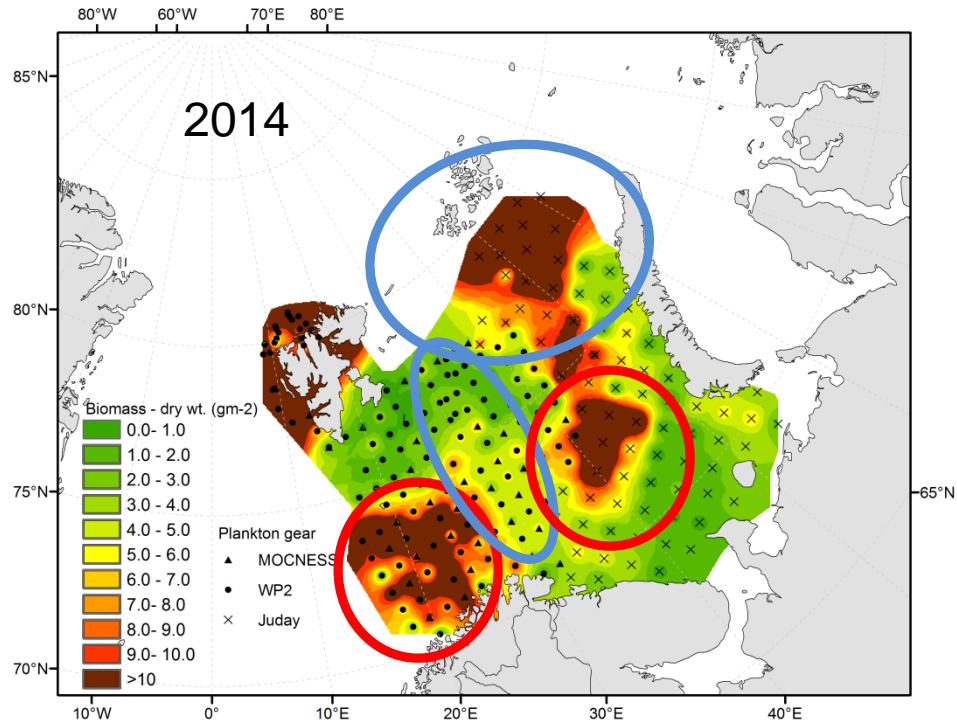 80°W 60°W 70°E 80°E
85°N
2014
80°N
Biomass - dry wt. (gm-2)
0.0- 1.0
1.0 - 2.0
2.0 - 3.0
3.0 - 4.0
4.0 - 5.0
5.0 - 6.0
6.0 - 7.0
7.0- 8.0
8.0- 9.0
9.0- 10.0
>10
75°N
65°N
Plankton gear
MOCNESS
WP2
Juday
70°N
10°W 0° 10°E 20°E 30°E 40°E